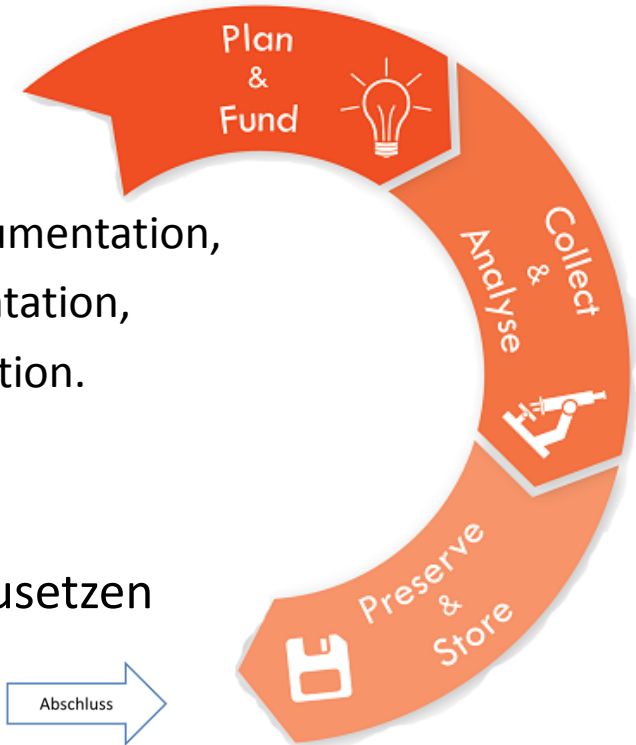 Plan
&
Fund
Collect
&
Analyse
umentation,
tation,
tion.
Preserve
&
Store
usetzen
Abschluss